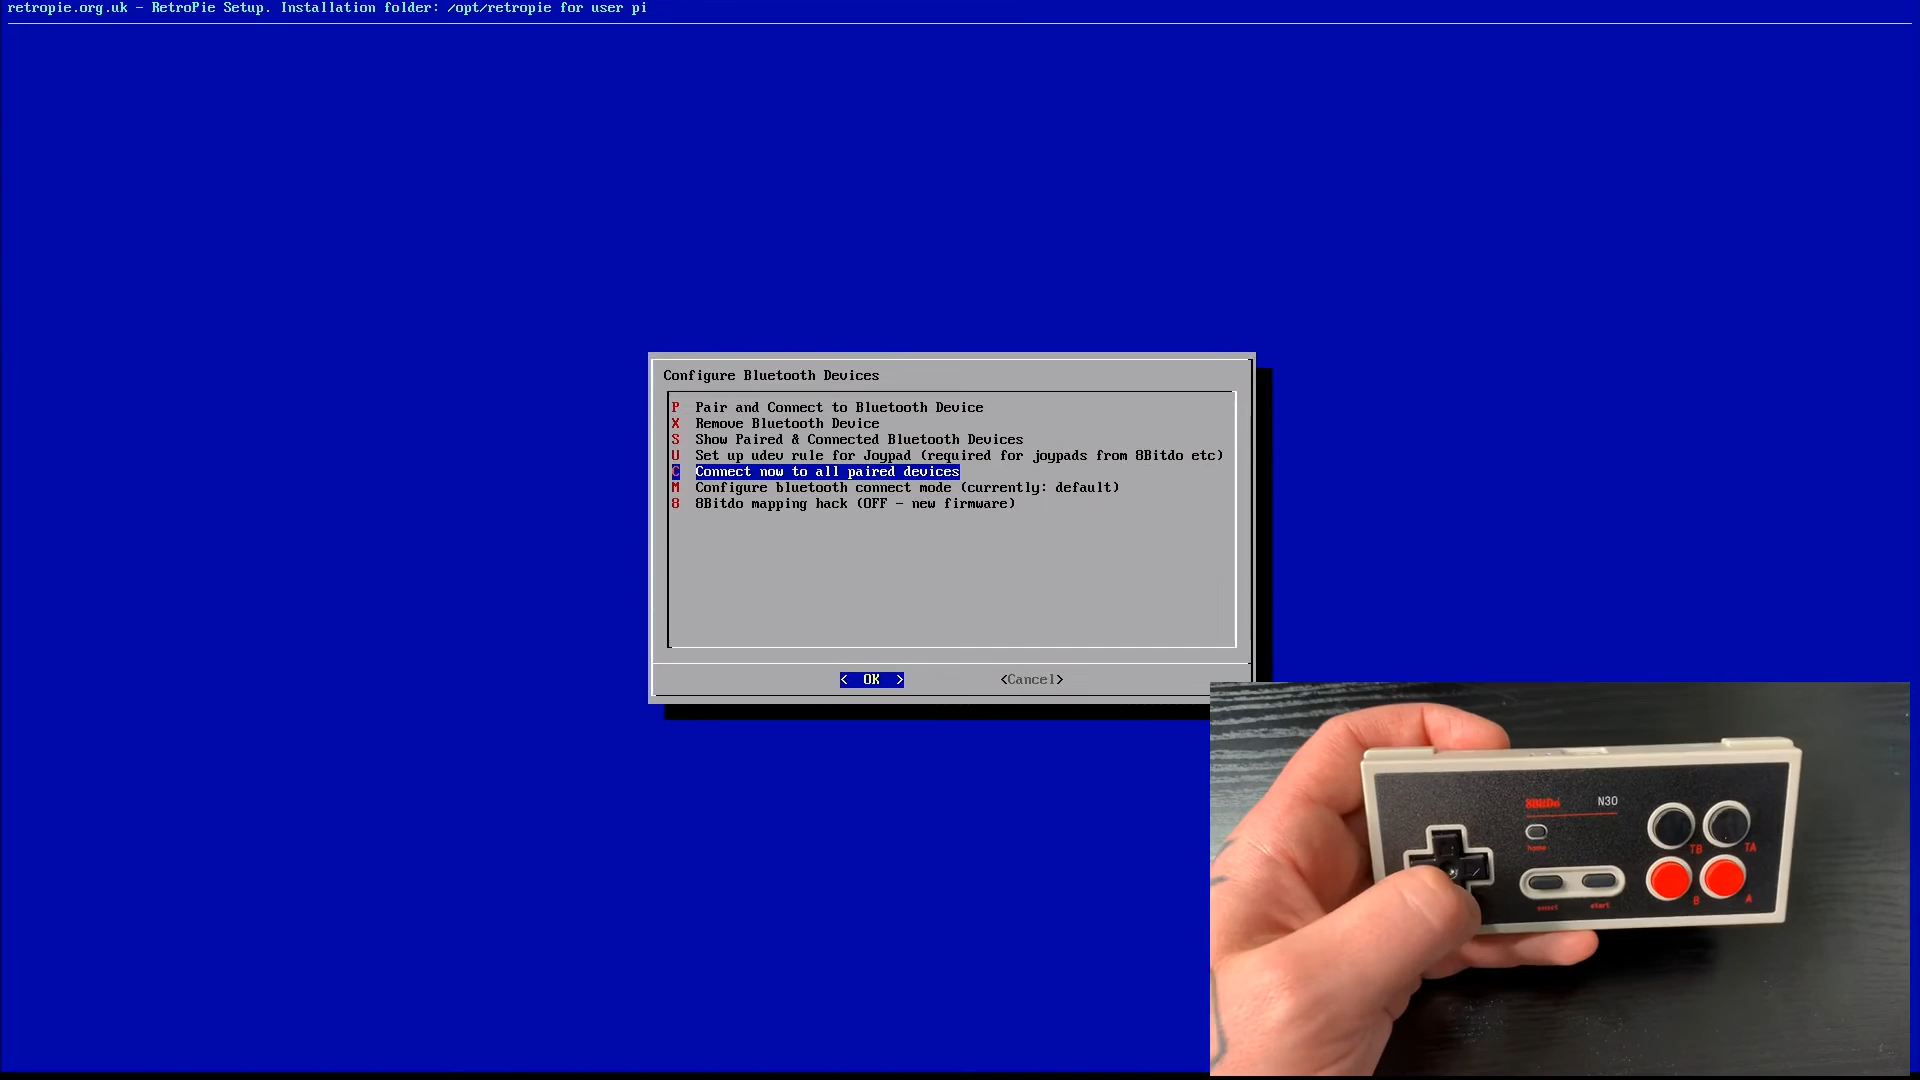 retropie.org.uk - RetroPie Setup. Installation folder: /opt/retropie for user pi
Configure Bluetooth Devices
P Pair and Connect to Bluetooth Device
X Remove Bluetooth Device
S Show Paired & Connected Bluetooth Devices
U Set up udev rule for Joypad (required for joypads from 8Bitdo etc)
C Connect now to all paired devices
M Configure bluetooth connect mode (currently: default)
8 8Bitdo mapping hack (OFF - new firmware)
< OK >
<Cancel>
8BitDo N30
home
TB TA
select start
B A